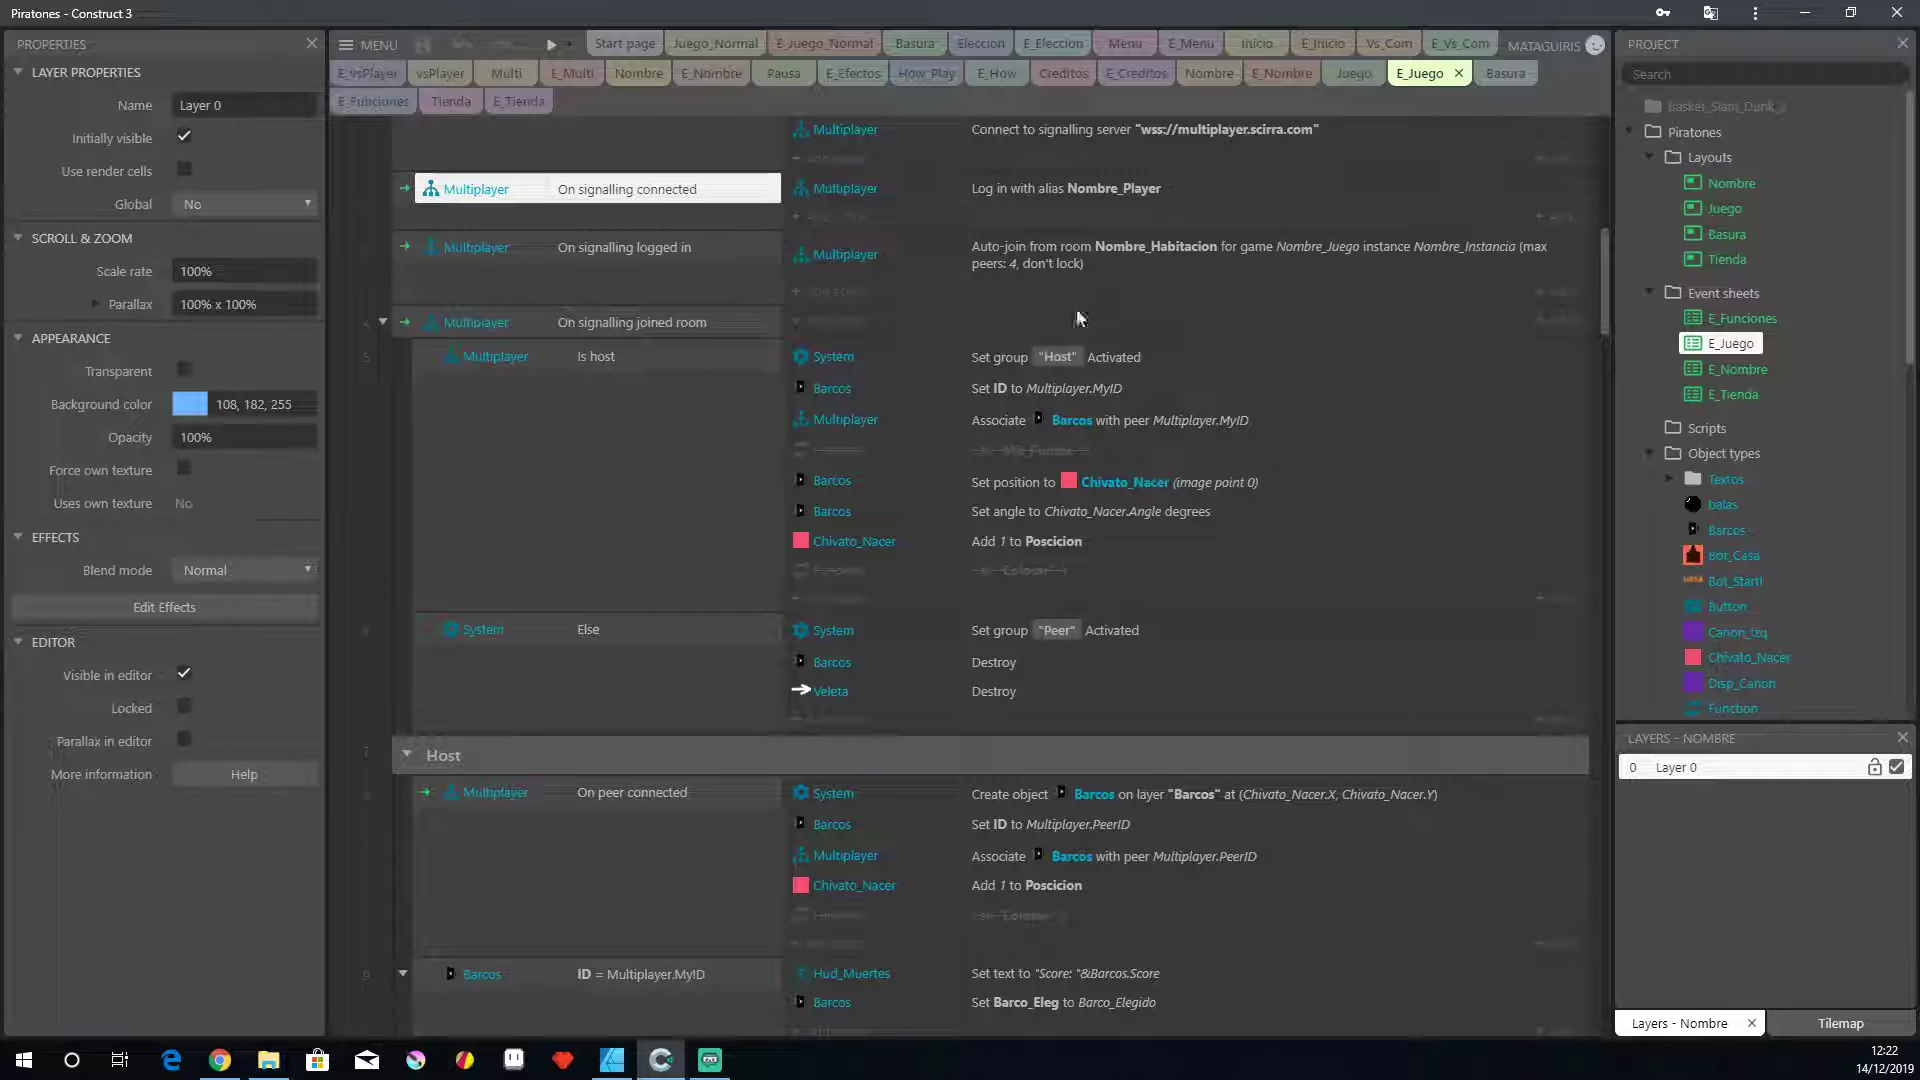 Piratones - Construct 3
PROPERTIES
LAYER PROPERTIES
Name Layer 0
Initially visible
Use render cells
Global No
SCROLL & ZOOM
Scale rate 100%
Parallax 100% x 100%
APPEARANCE
Transparent
Background color 108, 182, 255
Opacity 100%
Force own texture
Uses own texture No
EFFECTS
Blend mode Normal
Edit Effects
EDITOR
Visible in editor
Locked
Parallax in editor
More information Help
MENU
Start page Juego_Normal E_Juego_Normal Basura Eleccion E_Eleccion Menu E_Menu Inicio E_Inicio Vs_Com E_Vs_Com MATAGUIRIS
E_vsPlayer vsPlayer Multi E_Multi Nombre E_Nombre Pausa E_Efectos How_Play E_How Creditos E_Creditos Nombre E_Nombre Juego E_Juego Basura
E_Funciones Tienda E_Tienda
Multiplayer Connect to signalling server "wss://multiplayer.scirra.com"
Multiplayer On signalling connected Multiplayer Log in with alias Nombre_Player
Multiplayer On signalling logged in Multiplayer Auto-join from room Nombre_Habitacion for game Nombre_Juego instance Nombre_Instancia (max
peers: 4, don't lock)
Multiplayer On signalling joined room
5 Multiplayer Is host System Set group "Host" Activated
Barcos Set ID to Multiplayer.MyID
Multiplayer Associate Barcos with peer Multiplayer.MyID
Barcos Set position to Chivato_Nacer (image point 0)
Barcos Set angle to Chivato_Nacer.Angle degrees
Chivato_Nacer Add 1 to Poscicion
System Else System Set group "Peer" Activated
Barcos Destroy
Veleta Destroy
7 Host
Multiplayer On peer connected System Create object Barcos on layer "Barcos" at (Chivato_Nacer.X, Chivato_Nacer.Y)
Barcos Set ID to Multiplayer.PeerID
Multiplayer Associate Barcos with peer Multiplayer.PeerID
Chivato_Nacer Add 1 to Poscicion
9 Barcos ID = Multiplayer.MyID Hud_Muertes Set text to "Score: "&Barcos.Score
Barcos Set Barco_Eleg to Barco_Elegido
PROJECT
Search
Basker_Slam_Dunk
Piratones
Layouts
Nombre
Juego
Basura
Tienda
Event sheets
E_Funciones
E_Juego
E_Nombre
E_Tienda
Scripts
Object types
Textos
balas
Barcos
Bot_Casa
Bot_Start!
Button
Canon_Izq
Chivato_Nacer
Disp_Canon
Function
LAYERS - NOMBRE
0 Layer 0
Layers - Nombre Tilemap
12:22
14/12/2019